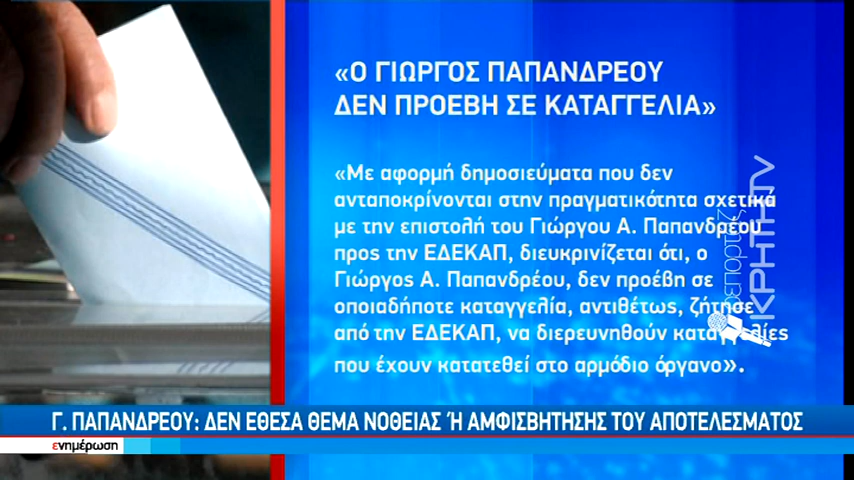 «Ο ΓΙΩΡΓΟΣ ΠΑΠΑΝΔΡΕΟΥ
ΔΕΝ ΠΡΟΕΒΗ ΣΕ ΚΑΤΑΓΓΕΛΙΑ»
«Με αφορμή δημοσιεύματα που δεν
ανταποκρίνονται στην πραγματικότητα σχετικά
με την επιστολή του Γιώργου Α. Παπανδρέου
προς την ΕΔΕΚΑΠ, διευκρινίζεται ότι, ο
Γιώργος Α. Παπανδρέου, δεν προέβη σε
οποιαδήποτε καταγγελία, αντιθέτως, ζήτησε
από την ΕΔΕΚΑΠ, να διερευνηθούν καταγγελίες
που έχουν κατατεθεί στο αρμόδιο όργανο».
ρεπορτάζ
ΚΡΗΤΗTV
Γ. ΠΑΠΑΝΔΡΕΟΥ: ΔΕΝ ΕΘΕΣΑ ΘΕΜΑ ΝΟΘΕΙΑΣ Ή ΑΜΦΙΣΒΗΤΗΣΗΣ ΤΟΥ ΑΠΟΤΕΛΕΣΜΑΤΟΣ
ενημέρωση